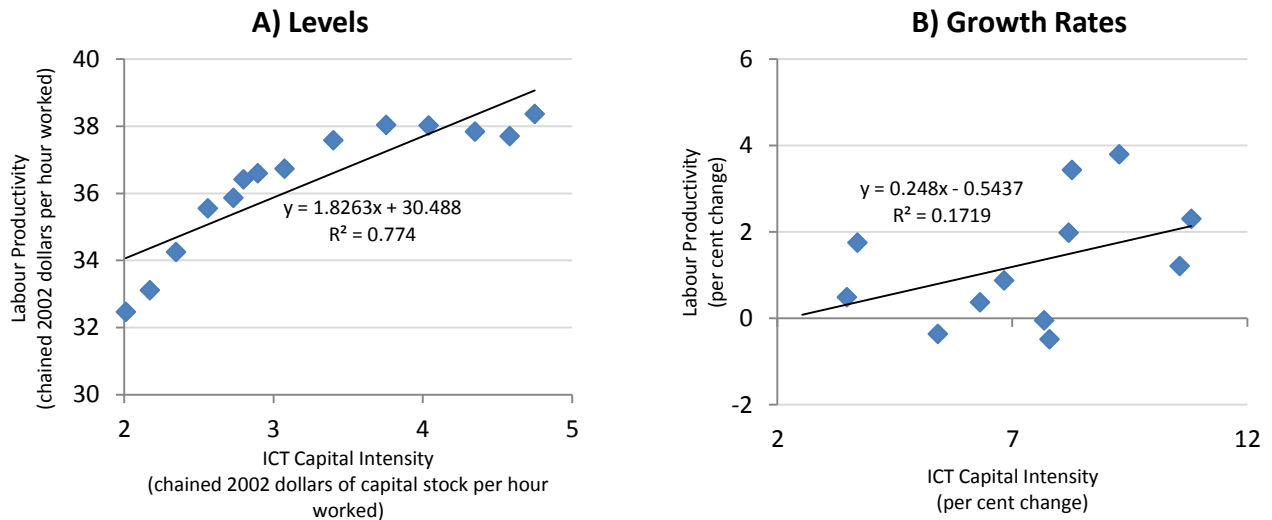 A) Levels
Labour Productivity
(chained 2002 dollars per hour worked)
40
38
36
34
32
30
y = 1.8263x + 30.488
R² = 0.774
2
3
4
5
ICT Capital Intensity
(chained 2002 dollars of capital stock per hour
worked)
B) Growth Rates
Labour Productivity
(per cent change)
6
4
2
0
-2
y = 0.248x - 0.5437
R² = 0.1719
2
7
12
ICT Capital Intensity
(per cent change)